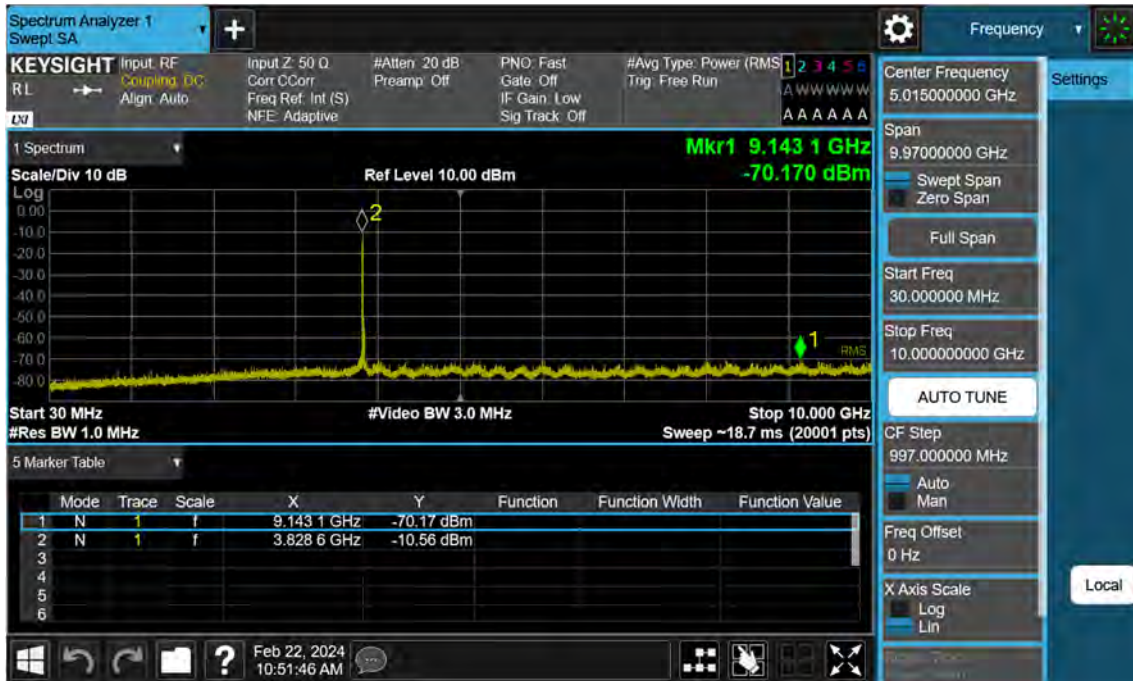 Spectrum Analyzer 1
Swept SA
Frequency
KEYSIGHT
RL
LXI
Input: RF
Coupling: DC
Align: Auto
Input Z: 50 Ω
Corr CCorr
Freq Ref: Int (S)
NFE: Adaptive
#Atten: 20 dB
Preamp: Off
PNO: Fast
Gate: Off
IF Gain: Low
Sig Track: Off
#Avg Type: Power (RMS
Trig: Free Run
1 2 3 4 5 6
A W W W W W
A A A A A A
1 Spectrum
Mkr1 9.143 1 GHz
Scale/Div 10 dB
Ref Level 10.00 dBm
-70.170 dBm
Log
0.00
-10.0
-20.0
-30.0
-40.0
-50.0
-60.0
-70.0
-80.0
2
1
RMS
Start 30 MHz
#Video BW 3.0 MHz
Stop 10.000 GHz
#Res BW 1.0 MHz
Sweep ~18.7 ms (20001 pts)
5 Marker Table
Mode Trace Scale X Y Function Function Width Function Value
1 N 1 f 9.143 1 GHz -70.17 dBm
2 N 1 f 3.828 6 GHz -10.56 dBm
3
4
5
6
Feb 22, 2024
10:51:46 AM
Center Frequency
5.015000000 GHz
Settings
Span
9.97000000 GHz
Swept Span
Zero Span
Full Span
Start Freq
30.000000 MHz
Stop Freq
10.000000000 GHz
AUTO TUNE
CF Step
997.000000 MHz
Auto
Man
Freq Offset
0 Hz
X Axis Scale
Log
Lin
Local